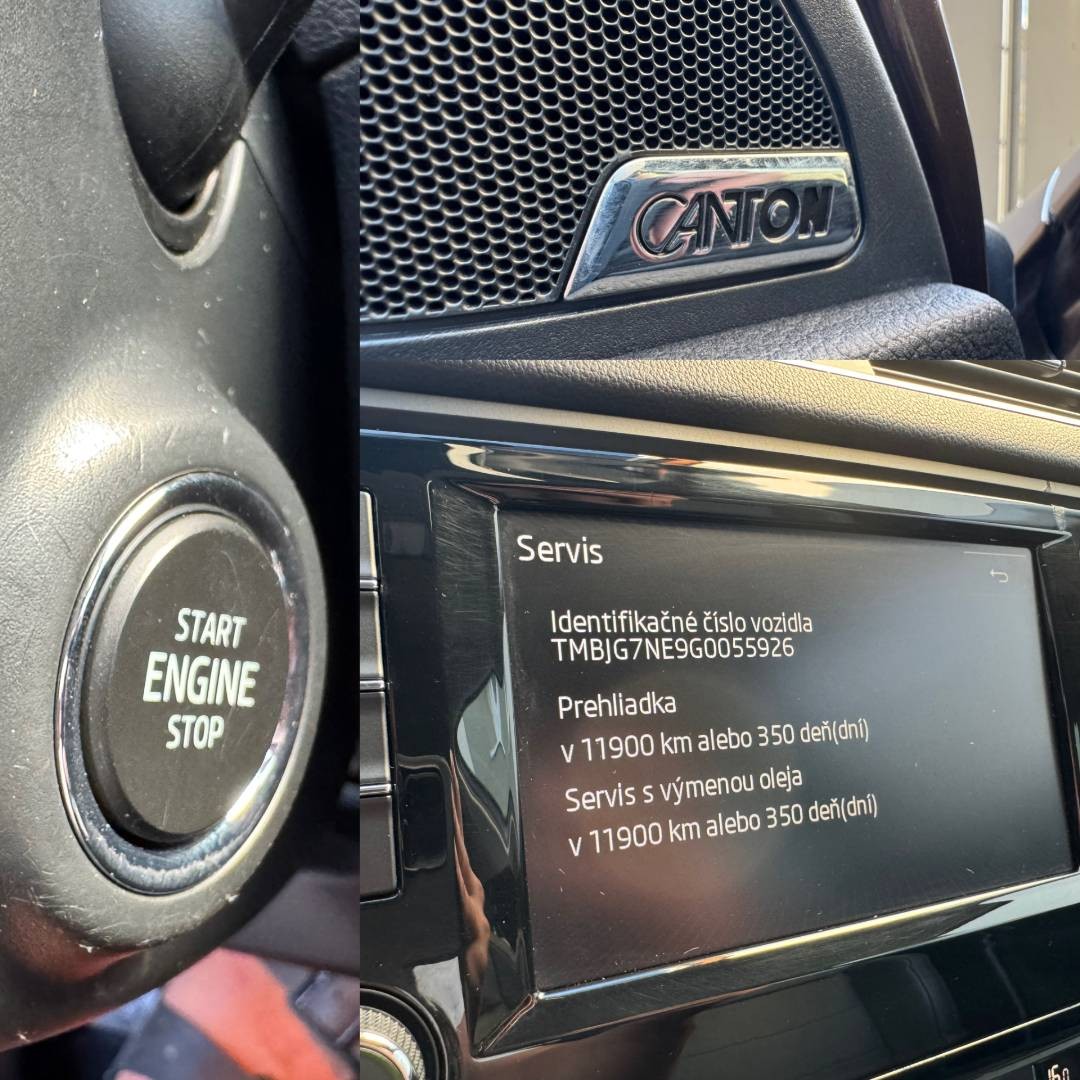 START
ENGINE
STOP
CANTON
Servis
Identifikačné číslo vozidla
TMBJG7NE9G0055926
Prehliadka
v 11900 km alebo 350 deň(dní)
Servis s výmenou oleja
v 11900 km alebo 350 deň(dní)